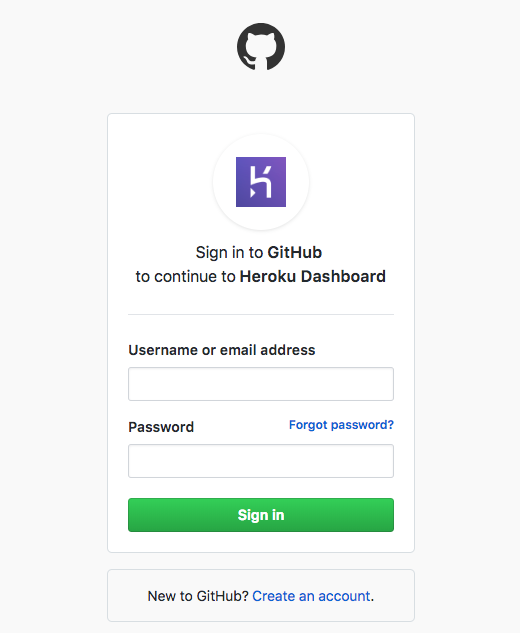 Sign in to GitHub
to continue to Heroku Dashboard
Username or email address
Password Forgot password?
Sign in
New to GitHub? Create an account.